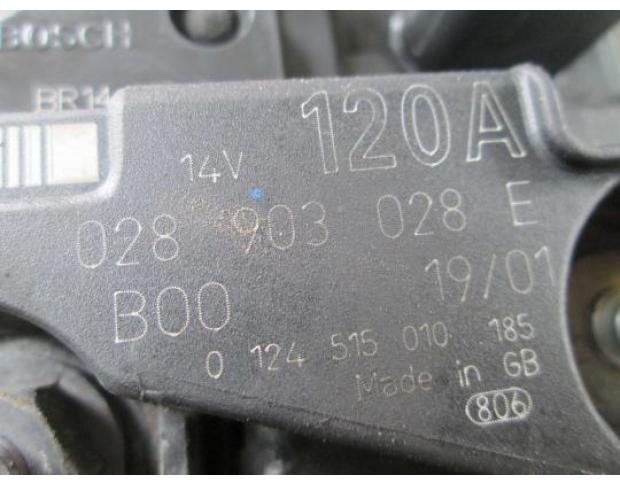 BOSCH
BR14
14V 120A
028 903 028 E
B00 19/01
0 124 515 010 185
Made in GB
806